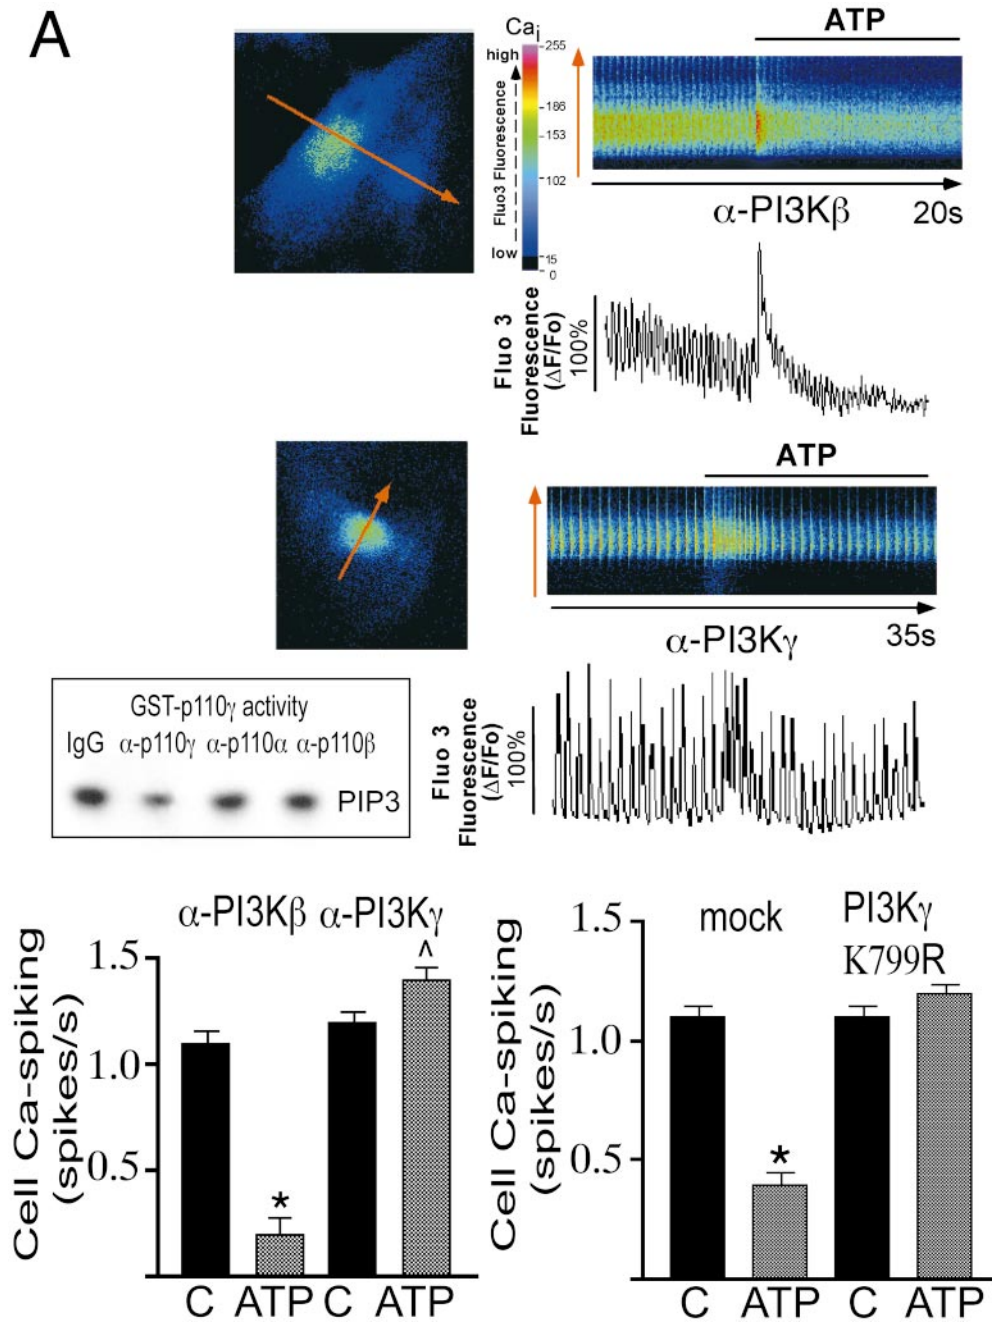 A
Ca i
ATP
high
255
186
153
102
15
0
low
Fluo3 Fluorescence
α-PI3Kβ
20s
Fluo 3
Fluorescence
(ΔF/Fo)
100%
ATP
α-PI3Kγ
35s
GST-p110γ activity
IgG α-p110γ α-p110α α-p110β
PIP3
Fluo 3
Fluorescence
(ΔF/Fo)
100%
α-PI3Kβ α-PI3Kγ
^
1.5
1.0
0.5
*
Cell Ca-spiking
(spikes/s)
C ATP C ATP
mock
PI3Kγ
K799R
1.5
1.0
0.5
*
Cell Ca-spiking
(spikes/s)
C ATP C ATP